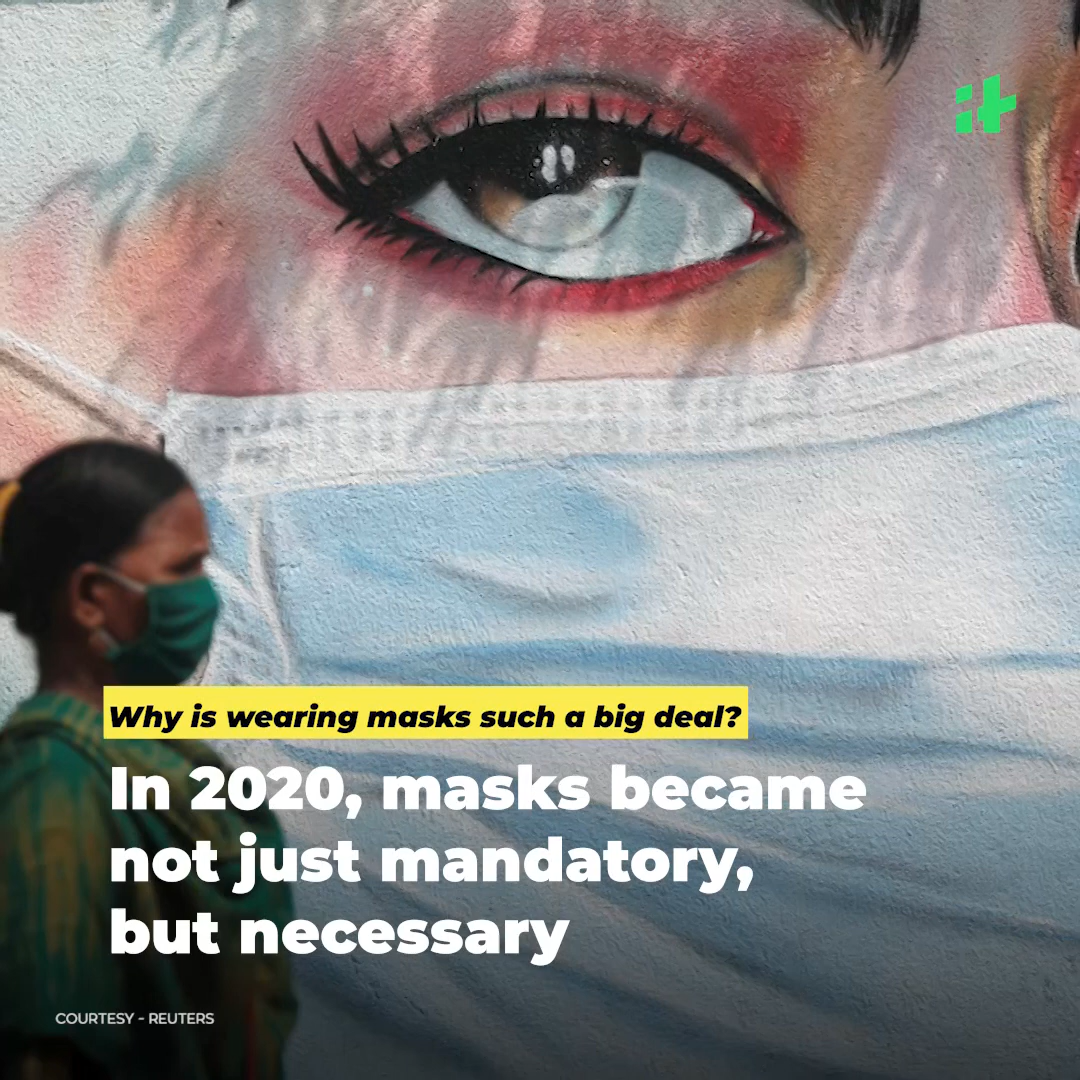 Why is wearing masks such a big deal?
In 2020, masks became
not just mandatory,
but necessary
COURTESY - REUTERS